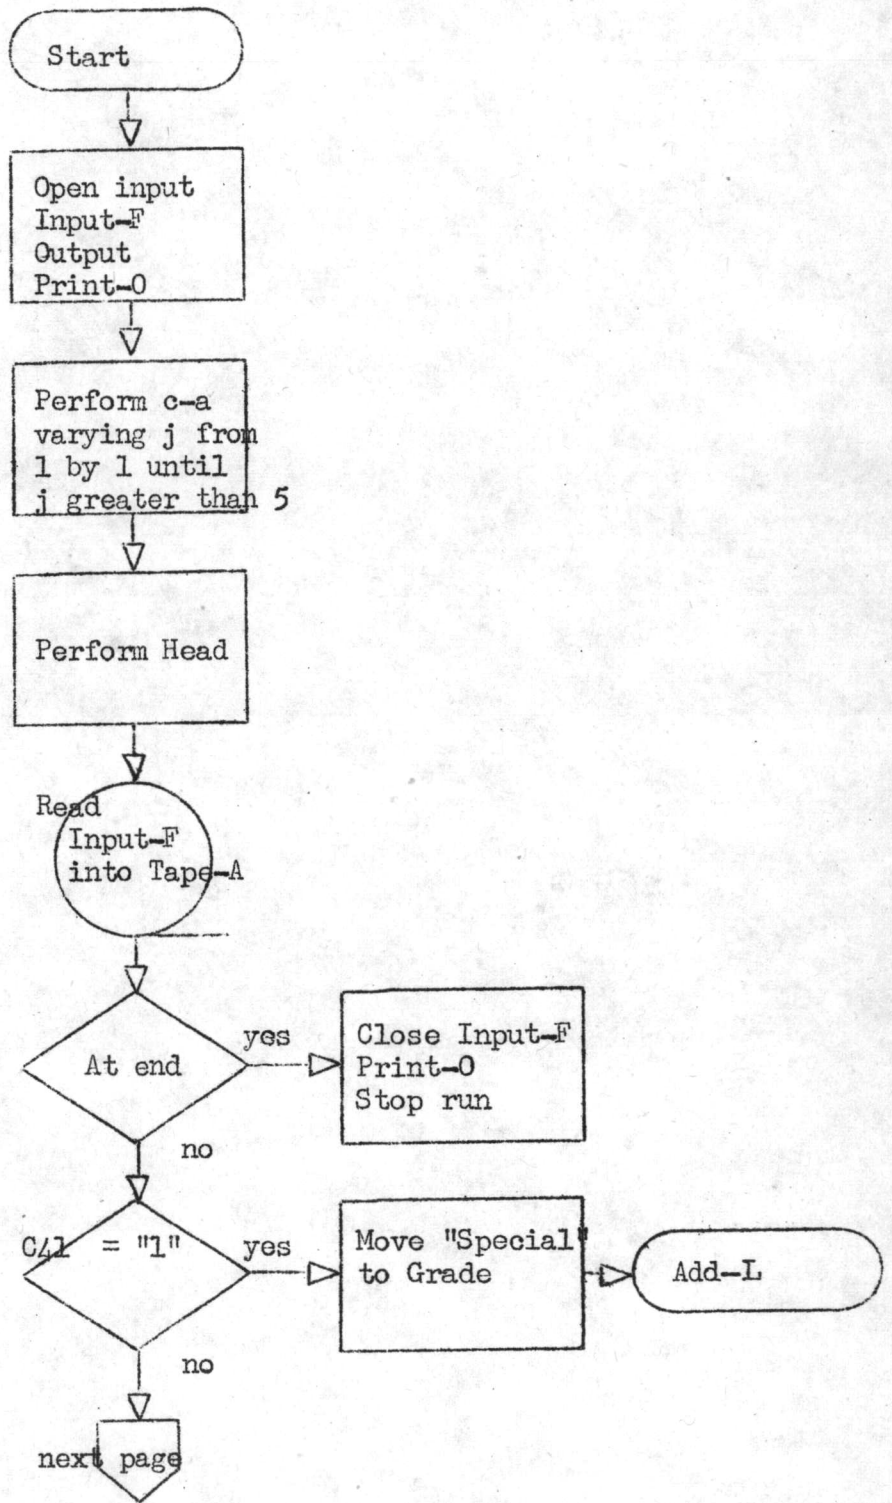 Start
Open input
Input-F
Output
Print-O
Perform c-a
varying j from
1 by 1 until
j greater than 5
Perform Head
Read
Input-F
into Tape-A
At end
yes
Close Input-F
Print-O
Stop run
no
C41 = "1"
yes
Move "Special"
to Grade
Add-L
no
next page